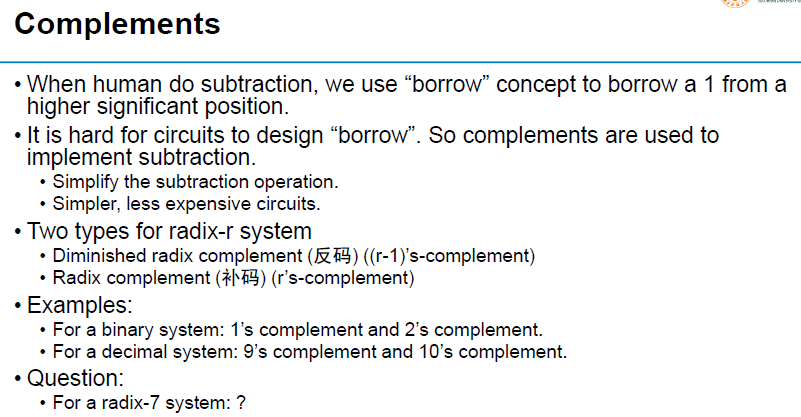 Complements
• When human do subtraction, we use “borrow” concept to borrow a 1 from a
higher significant position.
• It is hard for circuits to design “borrow”. So complements are used to
implement subtraction.
• Simplify the subtraction operation.
• Simpler, less expensive circuits.
• Two types for radix-r system
• Diminished radix complement (反码) ((r-1)’s-complement)
• Radix complement (补码) (r’s-complement)
• Examples:
• For a binary system: 1’s complement and 2’s complement.
• For a decimal system: 9’s complement and 10’s complement.
• Question:
• For a radix-7 system: ?